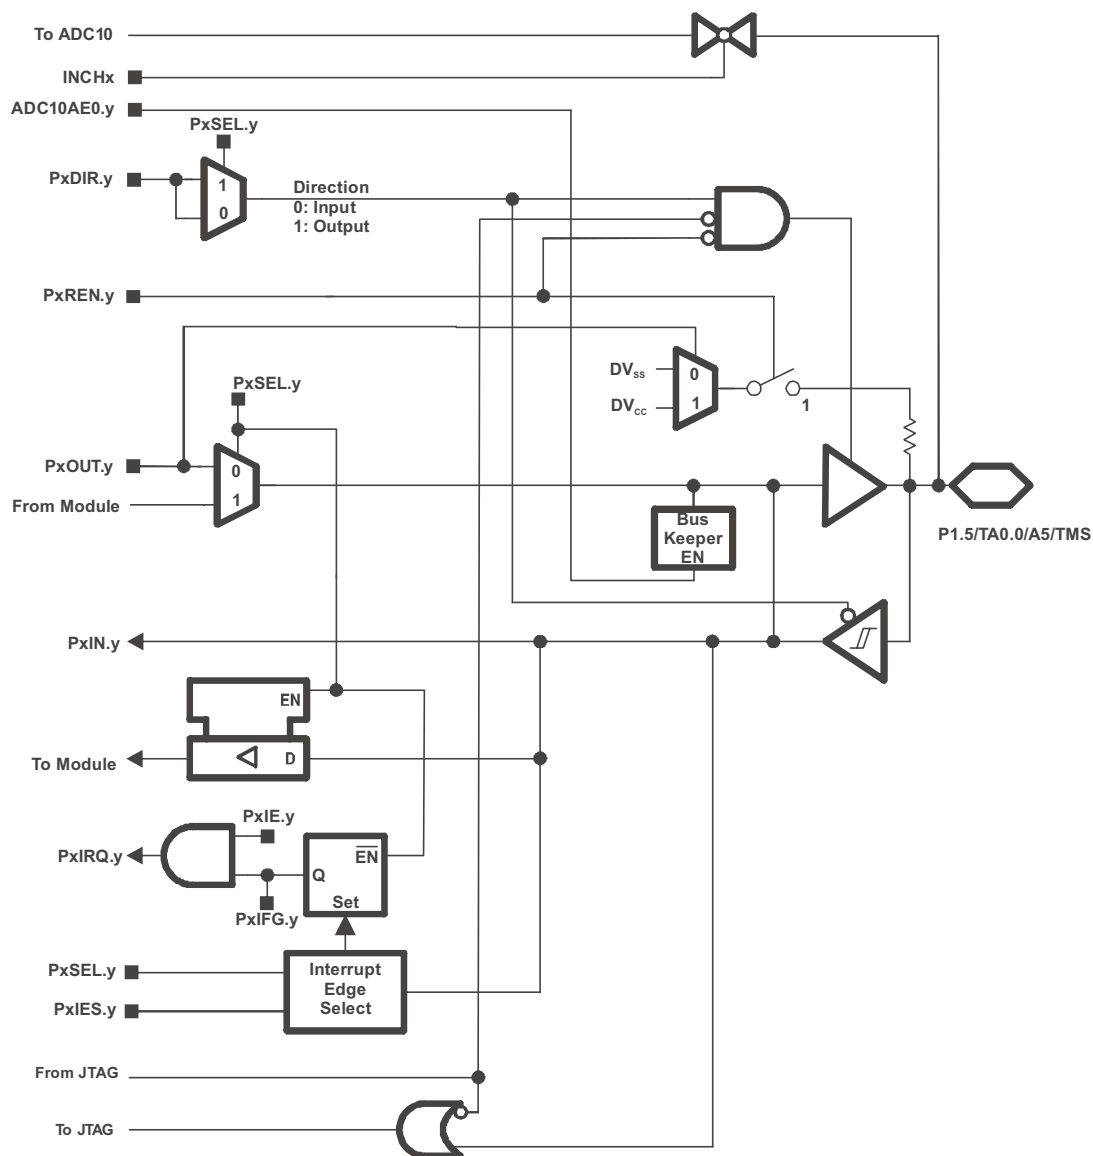 To ADC10
INCHx
ADC10AE0.y
PxSEL.y
PxDIR.y
1
0
Direction
0: Input
1: Output
PxREN.y
DVSS
0
DVCC
1
1
PxSEL.y
PxOUT.y
0
From Module
1
Bus
Keeper
EN
P1.5/TA0.0/A5/TMS
PxIN.y
EN
To Module
D
PxIE.y
PxIRQ.y
EN
Q
PxIFG.y
Set
PxSEL.y
Interrupt
Edge
Select
PxIES.y
From JTAG
To JTAG